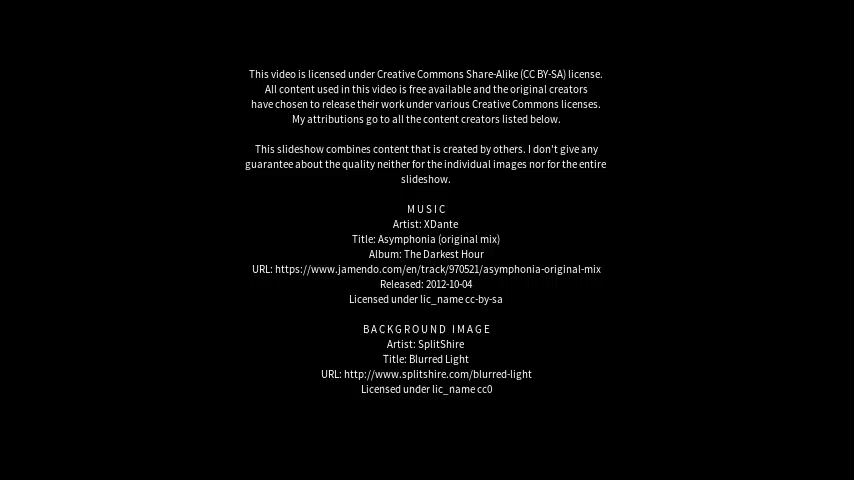 This video is licensed under Creative Commons Share-Alike (CC BY-SA) license.
All content used in this video is free available and the original creators
have chosen to release their work under various Creative Commons licenses.
My attributions go to all the content creators listed below.
This slideshow combines content that is created by others. I don't give any
guarantee about the quality neither for the individual images nor for the entire
slideshow.
MUSIC
Artist: XDante
Title: Asymphonia (original mix)
Album: The Darkest Hour
URL: https://www.jamendo.com/en/track/970521/asymphonia-original-mix
Released: 2012-10-04
Licensed under lic_name cc-by-sa
BACKGROUND IMAGE
Artist: SplitShire
Title: Blurred Light
URL: http://www.splitshire.com/blurred-light
Licensed under lic_name cc0